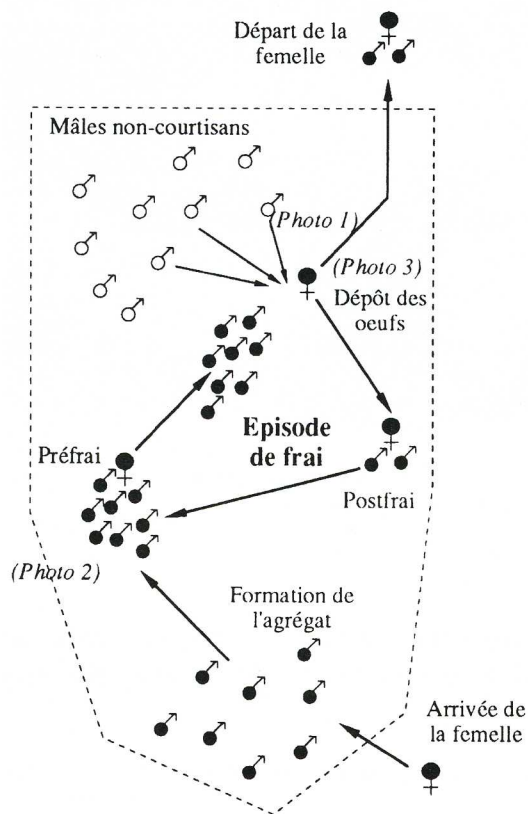 Départ de la
femelle
Mâles non-courtisans
(Photo 1)
(Photo 3)
Dépôt des
oeufs
Episode
de frai
Préfrai
Postfrai
(Photo 2)
Formation de
l'agrégat
Arrivée de
la femelle